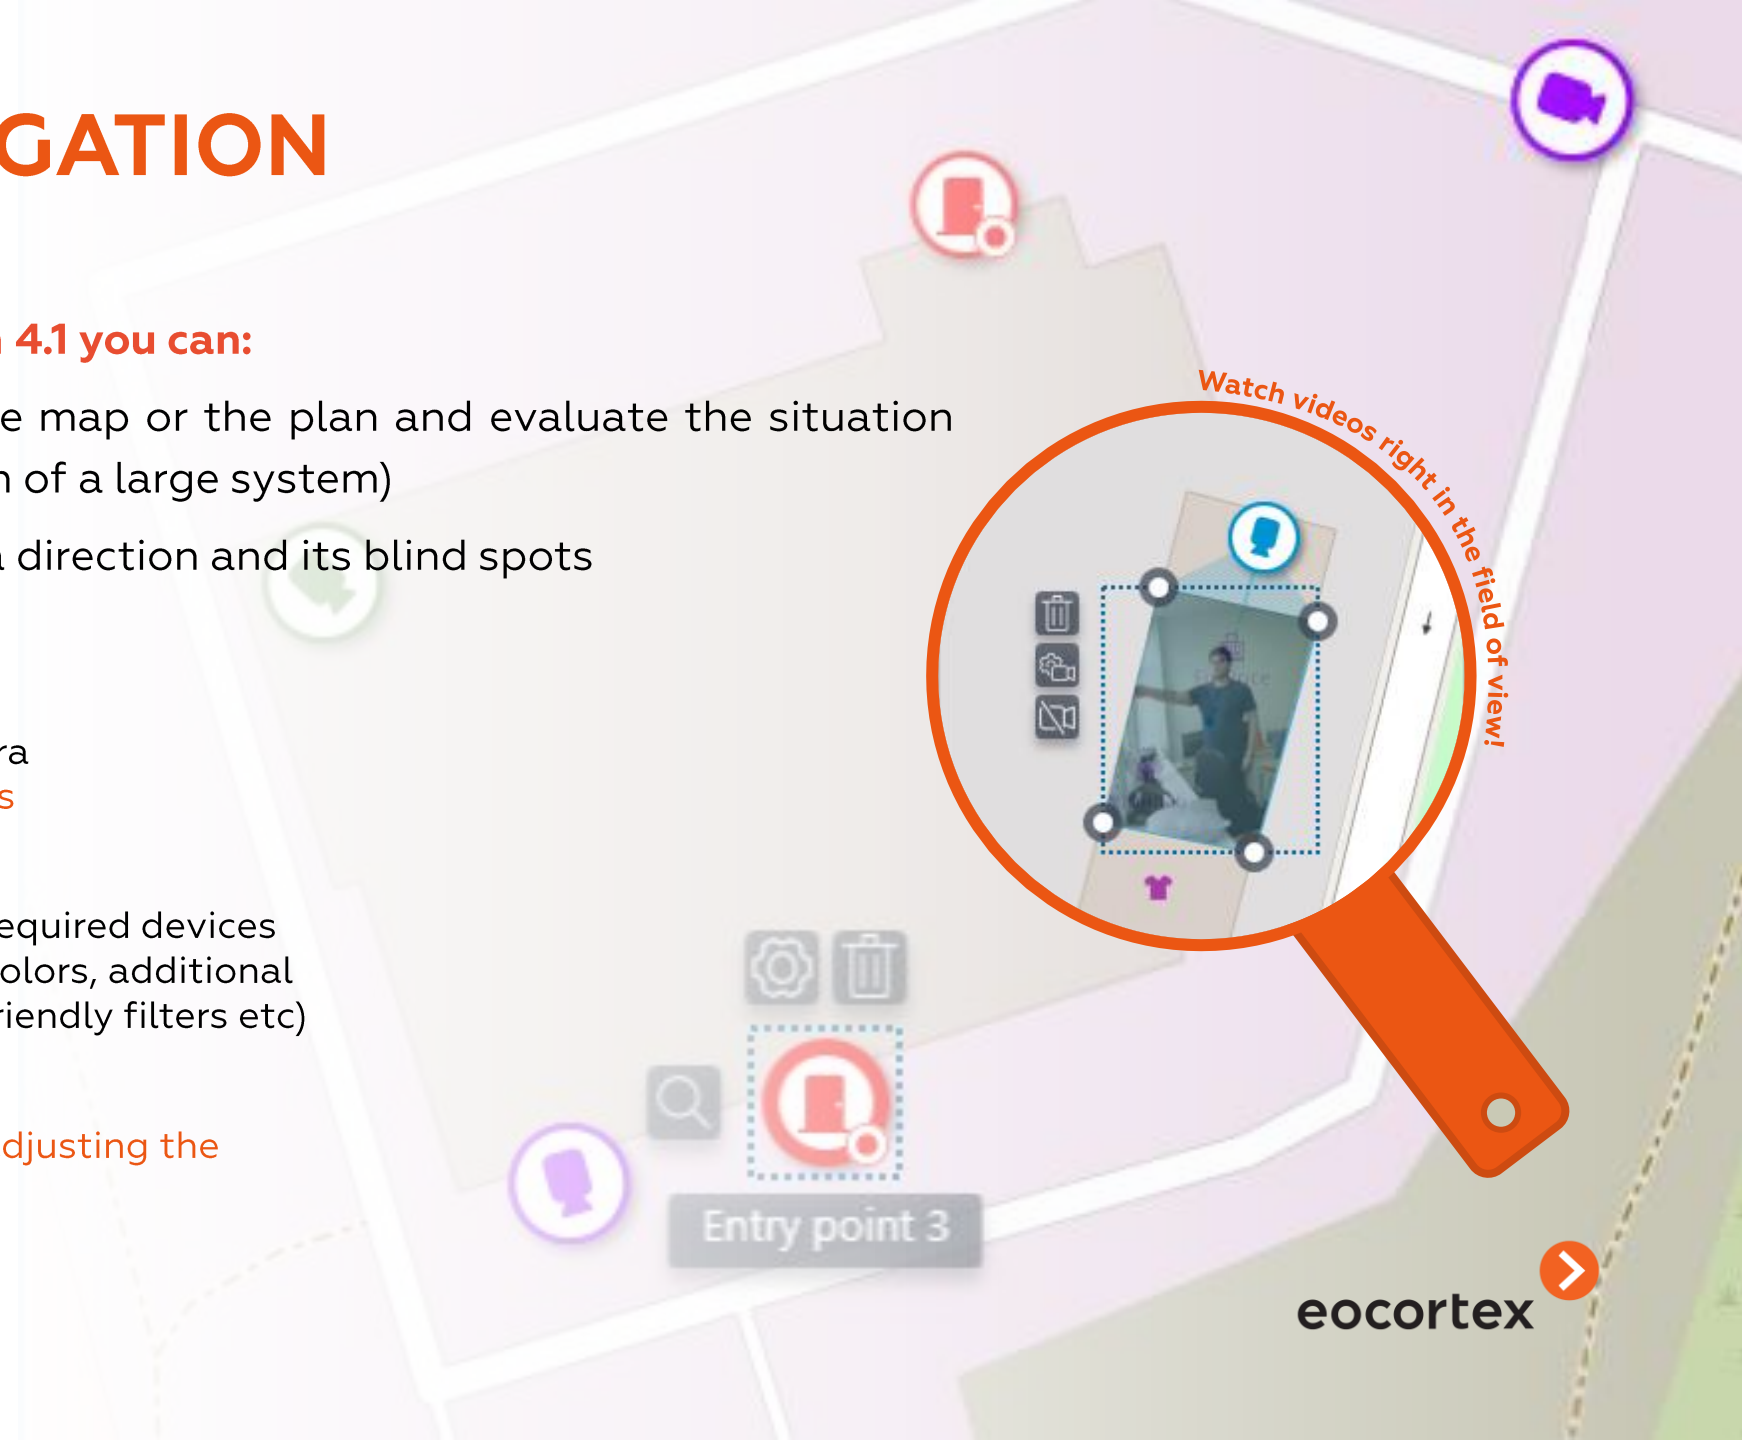 GATION
4.1 you can:
e map or the plan and evaluate the situation
n of a large system)
a direction and its blind spots
Watch videos right in the field of view!
ra
s
equired devices
olors, additional
riendly filters etc)
djusting the
Entry point 3
eocortex